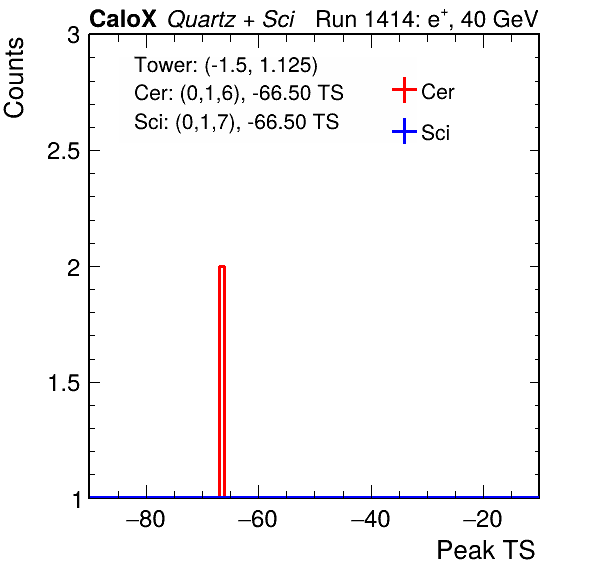 CaloX Quartz + Sci Run 1414: e⁺, 40 GeV
Counts
3
2.5
2
1.5
1
Tower: (-1.5, 1.125)
Cer: (0,1,6), -66.50 TS
Sci: (0,1,7), -66.50 TS
Cer
Sci
−80 −60 −40 −20
Peak TS